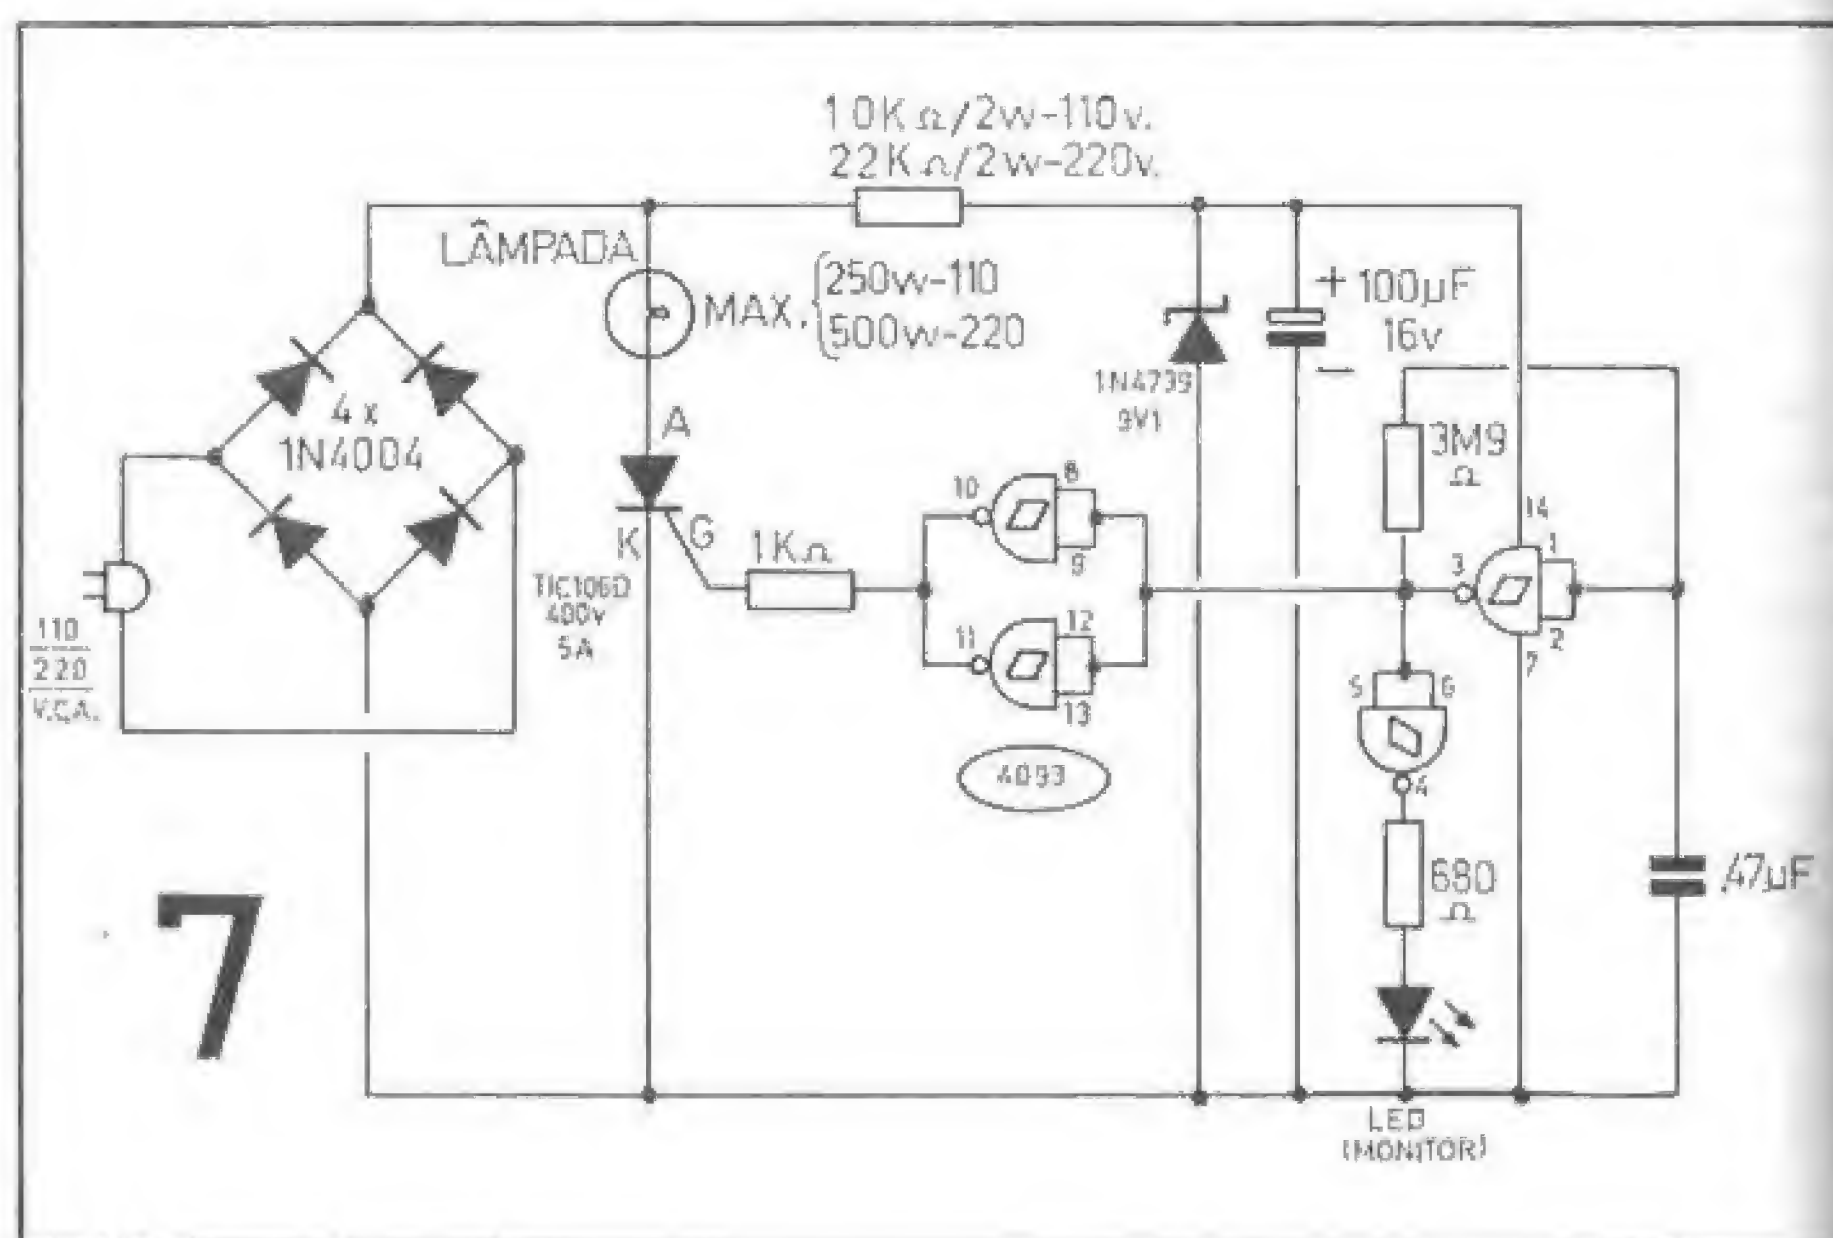 10KΩ/2w-110v.
22KΩ/2w-220v.
LÂMPADA
MAX. { 250w-110
500w-220
+ 100µF
16v
−
1N4739
9V1
4x
1N4004
A
K
G
1KΩ
TIC106D
400v
5A
110
220
V.C.A.
10
8
9
11
12
13
4093
3M9
Ω
14
3
1
2
7
5
6
4
680
Ω
.47µF
LED
(MONITOR)
7